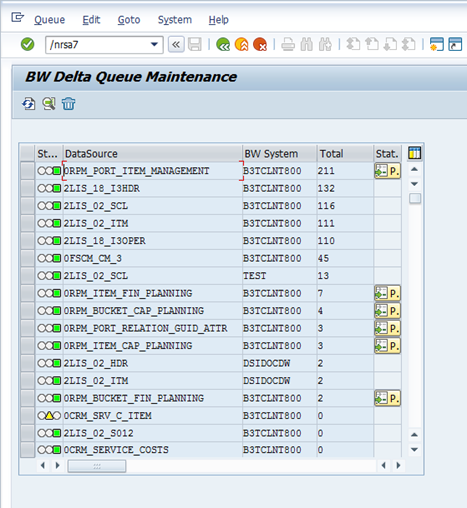 Queue Edit Goto System Help
/nrsa7
BW Delta Queue Maintenance
St... DataSource BW System Total Stat.
0RPM_PORT_ITEM_MANAGEMENT B3TCLNT800 211 P.
2LIS_18_I3HDR B3TCLNT800 132
2LIS_02_SCL B3TCLNT800 116
2LIS_02_ITM B3TCLNT800 111
2LIS_18_I3OPER B3TCLNT800 110
0FSCM_CM_3 B3TCLNT800 45
2LIS_02_SCL TEST 13
0RPM_ITEM_FIN_PLANNING B3TCLNT800 7 P.
0RPM_BUCKET_CAP_PLANNING B3TCLNT800 4 P.
0RPM_PORT_RELATION_GUID_ATTR B3TCLNT800 3 P.
0RPM_ITEM_CAP_PLANNING B3TCLNT800 3 P.
2LIS_02_HDR DSIDOCDW 2
2LIS_02_ITM DSIDOCDW 2
0RPM_BUCKET_FIN_PLANNING B3TCLNT800 2 P.
0CRM_SRV_C_ITEM B3TCLNT800 0
2LIS_02_S012 B3TCLNT800 0
0CRM_SERVICE_COSTS B3TCLNT800 0